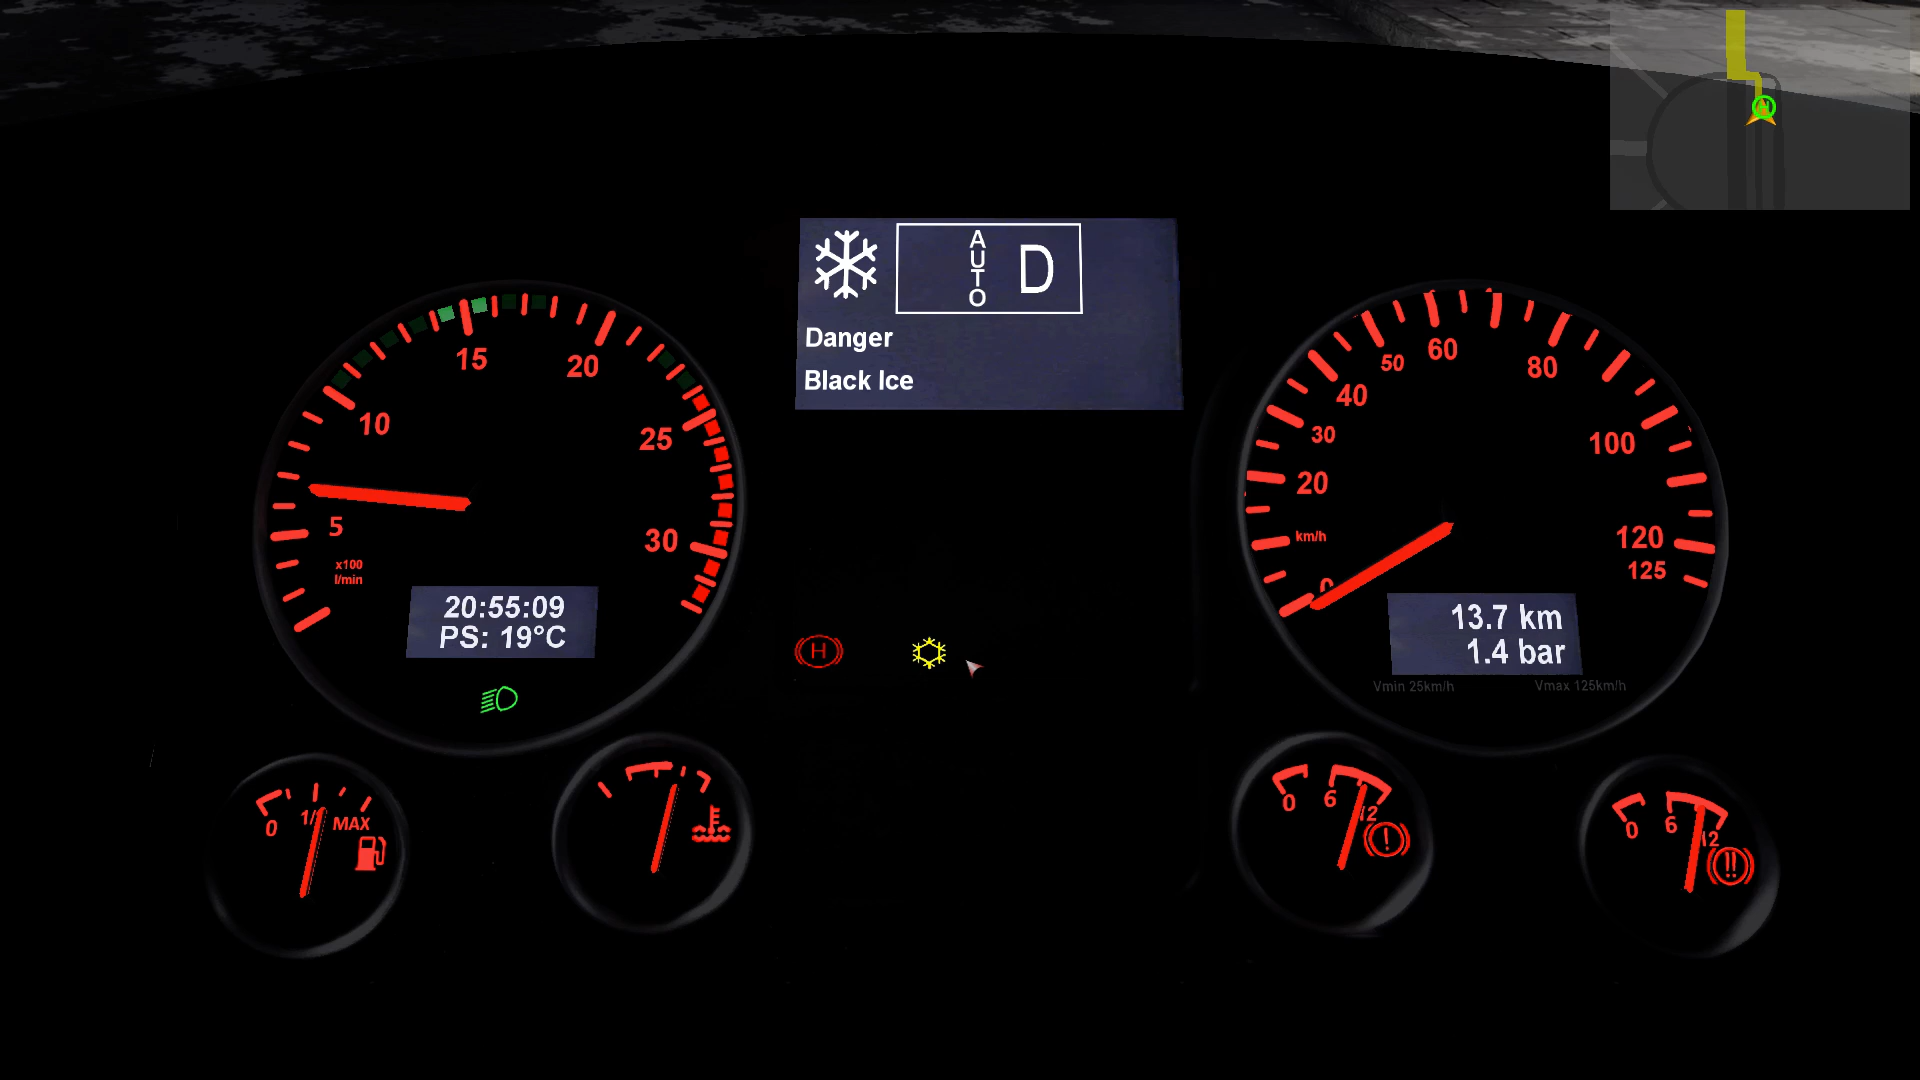 A
U
T
O
D
Danger
Black Ice
5
10
15
20
25
30
x100
l/min
20:55:09
PS: 19°C
0
20
30
40
50
60
80
100
120
125
km/h
13.7 km
1.4 bar
Vmin 25km/h
Vmax 125km/h
H
0
1/
MAX
0
6
12
!
0
6
12
!!
H